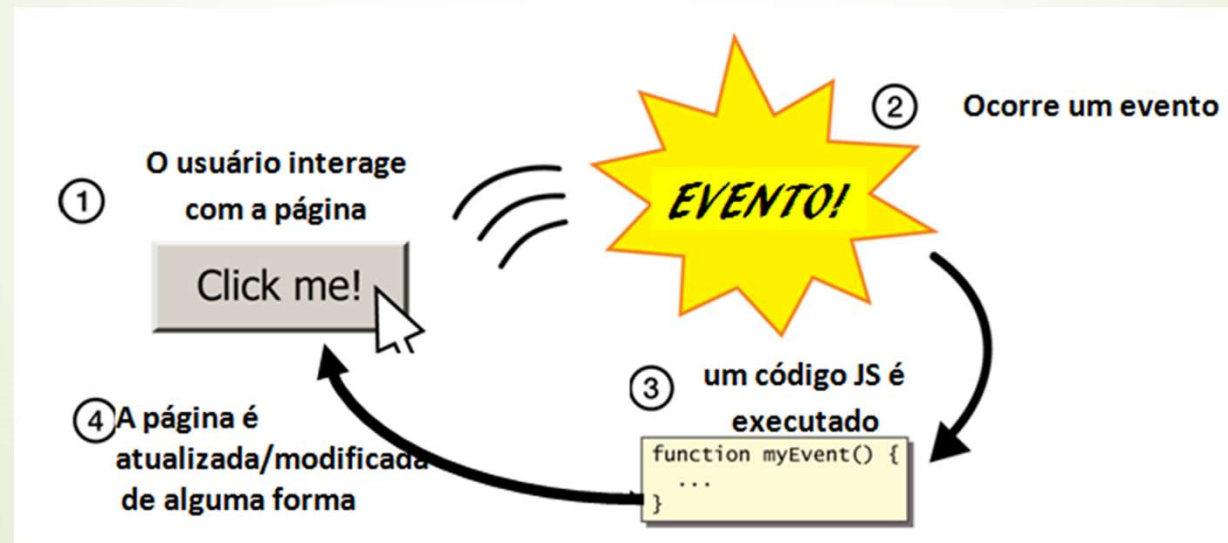 1
O usuário interage
com a página
Click me!
EVENTO!
2
Ocorre um evento
3
um código JS é
executado
function myEvent() {
...
}
4
A página é
atualizada/modificada
de alguma forma